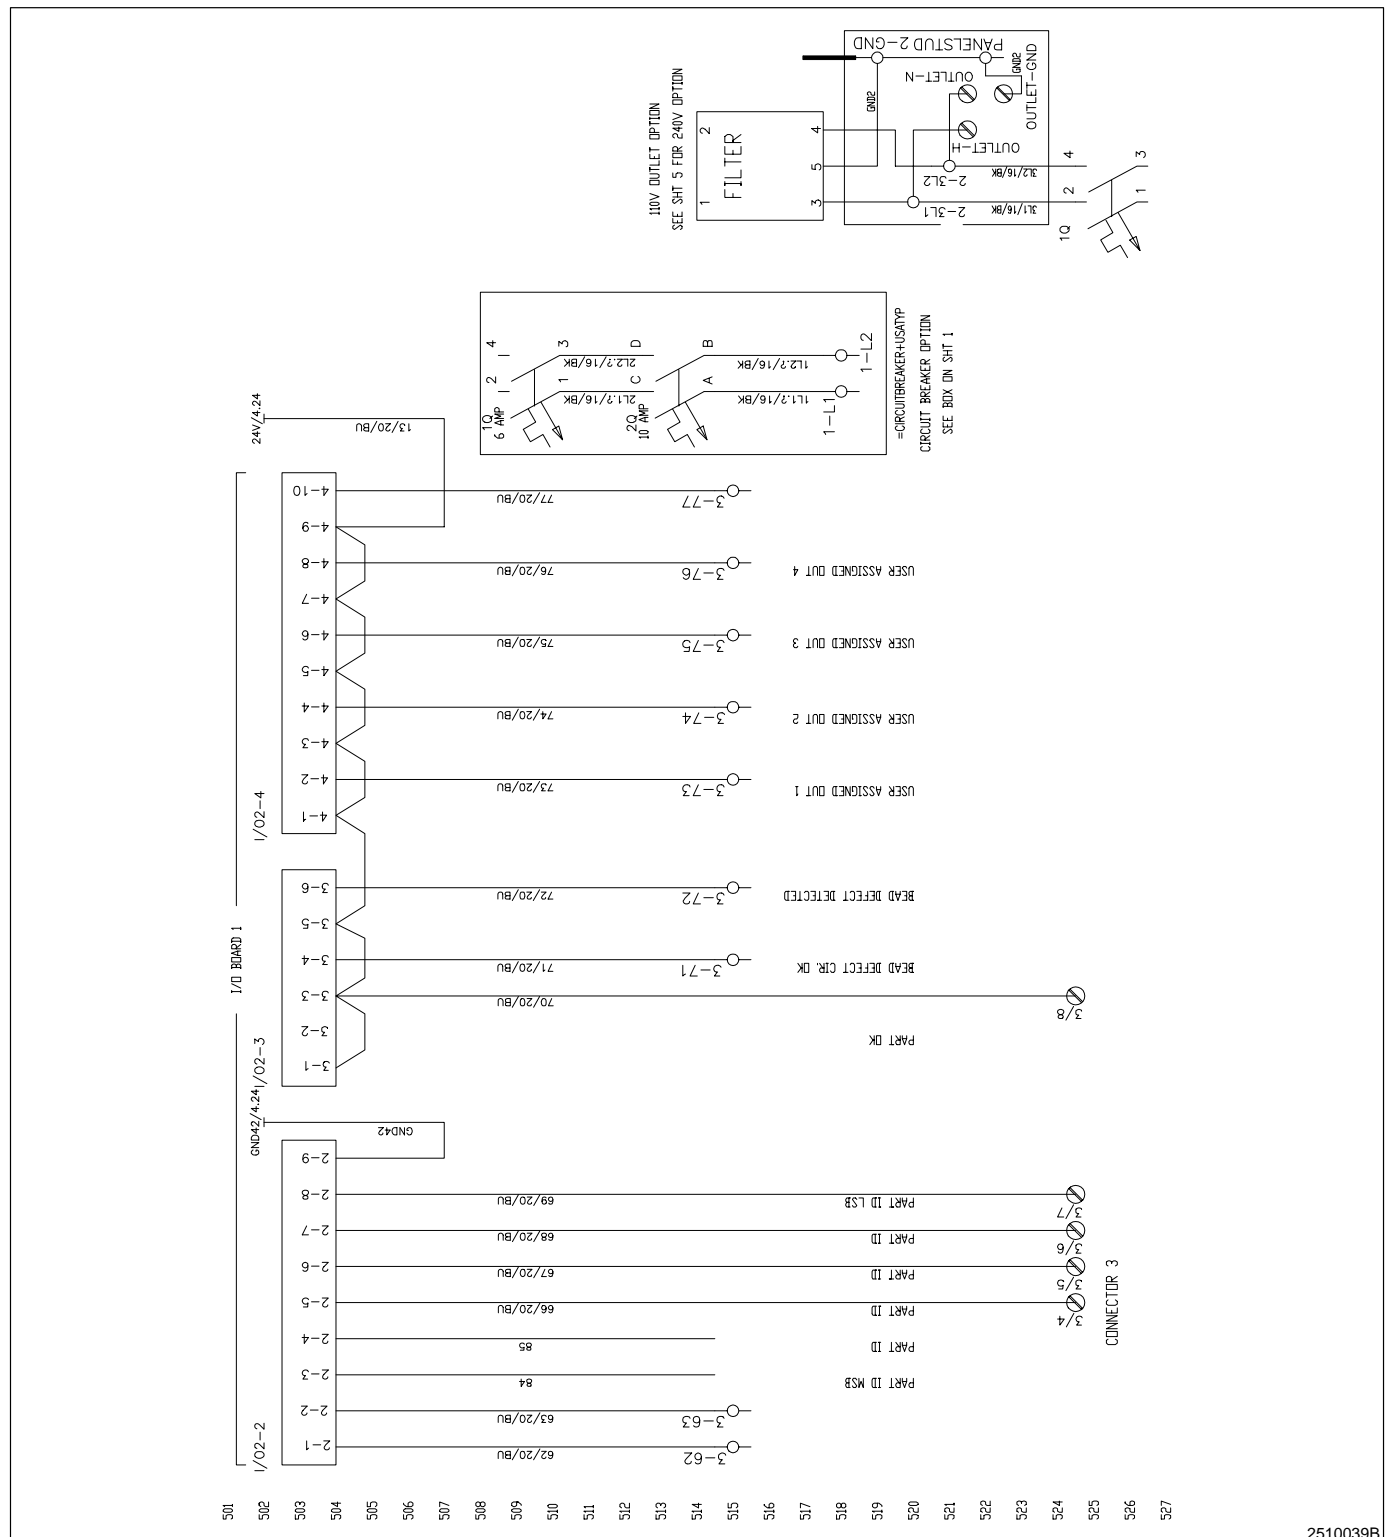 PANELSTUD 2-GND
GND2
GND2
OUTLET-GND
OUTLET-N
OUTLET-H
110V OUTLET OPTION
SEE SHT 5 FOR 240V OPTION
FILTER
1
2
3
5
4
2-3L2
2-3L1
3L2/16/BK
3L1/16/BK
4
2
3
1
1Q
1Q
6 AMP
2
4
1
3
2L2.?/16/BK
2L1.?/16/BK
2Q
10 AMP
C
D
A
B
1L2.?/16/BK
1L1.?/16/BK
1-L1
1-L2
=CIRCUITBREAKER+USATYP
CIRCUIT BREAKER OPTION
SEE BOX ON SHT 1
24V/4.24
13/20/BU
I/O BOARD 1
I/O2-4
4-10
77/20/BU
3-77
4-9
4-8
76/20/BU
3-76
USER ASSIGNED OUT 4
4-7
4-6
75/20/BU
3-75
USER ASSIGNED OUT 3
4-5
4-4
74/20/BU
3-74
USER ASSIGNED OUT 2
4-3
4-2
73/20/BU
3-73
USER ASSIGNED OUT 1
4-1
I/O2-3
3-6
72/20/BU
3-72
BEAD DEFECT DETECTED
3-5
3-4
71/20/BU
3-71
BEAD DEFECT CIR. OK
3-3
70/20/BU
3/8
3-2
PART OK
3-1
GND42/4.24
GND42
I/O2-2
2-9
2-8
69/20/BU
PART ID LSB
3/7
2-7
68/20/BU
PART ID
3/6
2-6
67/20/BU
PART ID
3/5
2-5
66/20/BU
PART ID
3/4
CONNECTOR 3
2-4
85
PART ID
2-3
84
PART ID MSB
2-2
63/20/BU
3-63
2-1
62/20/BU
3-62
501
502
503
504
505
506
507
508
509
510
511
512
513
514
515
516
517
518
519
520
521
522
523
524
525
526
527
2510039B